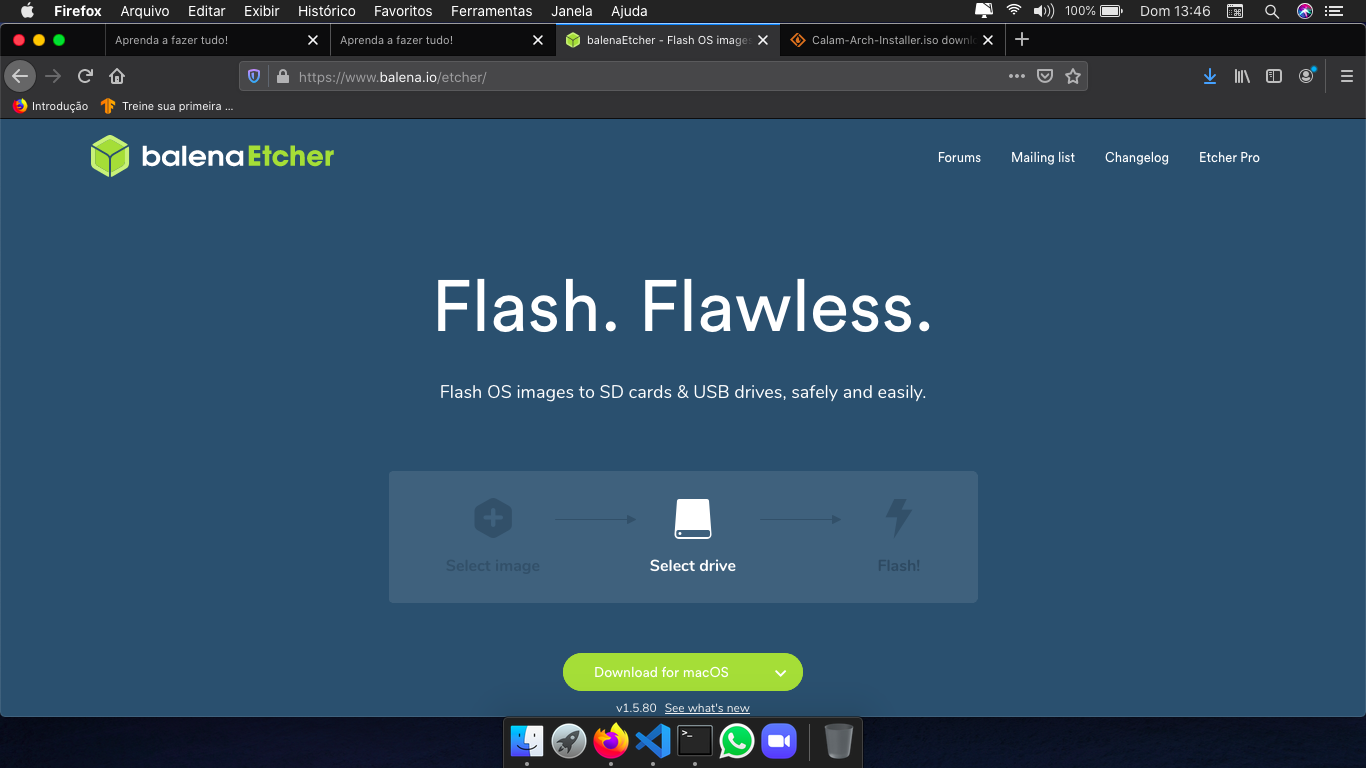 Firefox Arquivo Editar Exibir Histórico Favoritos Ferramentas Janela Ajuda 100% Dom 13:46
Aprenda a fazer tudo! Aprenda a fazer tudo! balenaEtcher - Flash OS images Calam-Arch-Installer.iso downl
https://www.balena.io/etcher/
Introdução Treine sua primeira ...
balenaEtcher Forums Mailing list Changelog Etcher Pro
Flash. Flawless.
Flash OS images to SD cards & USB drives, safely and easily.
Select image Select drive Flash!
Download for macOS
v1.5.80 See what's new
>_